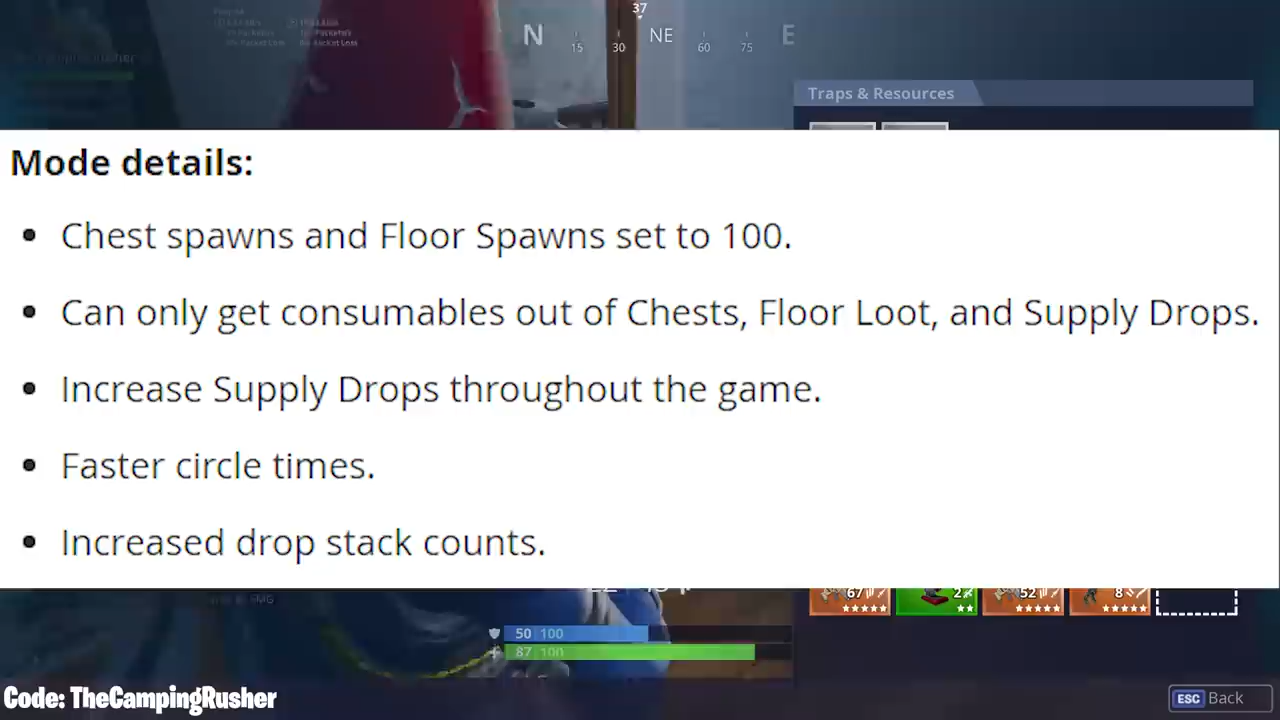 37
N 15 30 NE 60 75 E
Traps & Resources
Mode details:
• Chest spawns and Floor Spawns set to 100.
• Can only get consumables out of Chests, Floor Loot, and Supply Drops.
• Increase Supply Drops throughout the game.
• Faster circle times.
• Increased drop stack counts.
67 2 52 8
50 100
87 100
Code: TheCampingRusher
ESC Back